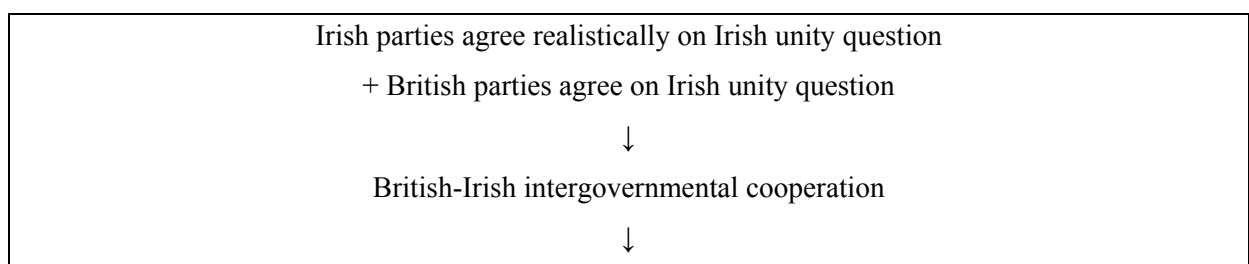 Irish parties agree realistically on Irish unity question
+ British parties agree on Irish unity question
↓
British-Irish intergovernmental cooperation
↓